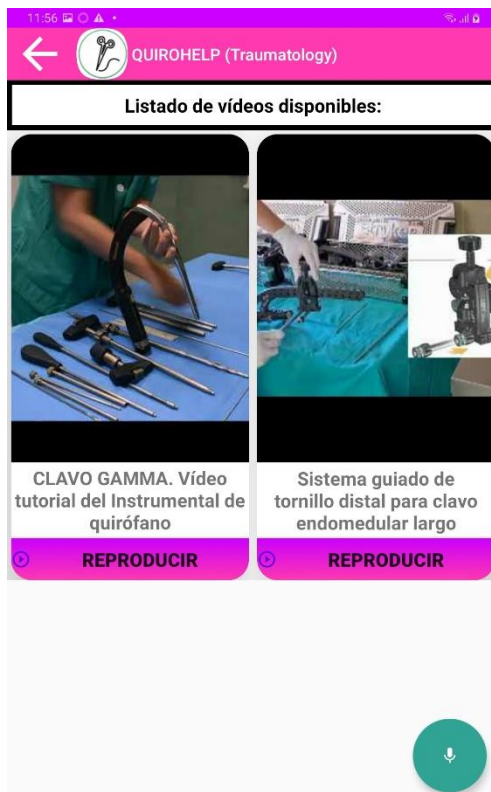 11:56
QUIROHELP (Traumatology)
Listado de vídeos disponibles:
CLAVO GAMMA. Vídeo
tutorial del Instrumental de
quirófano
REPRODUCIR
Sistema guiado de
tornillo distal para clavo
endomedular largo
REPRODUCIR